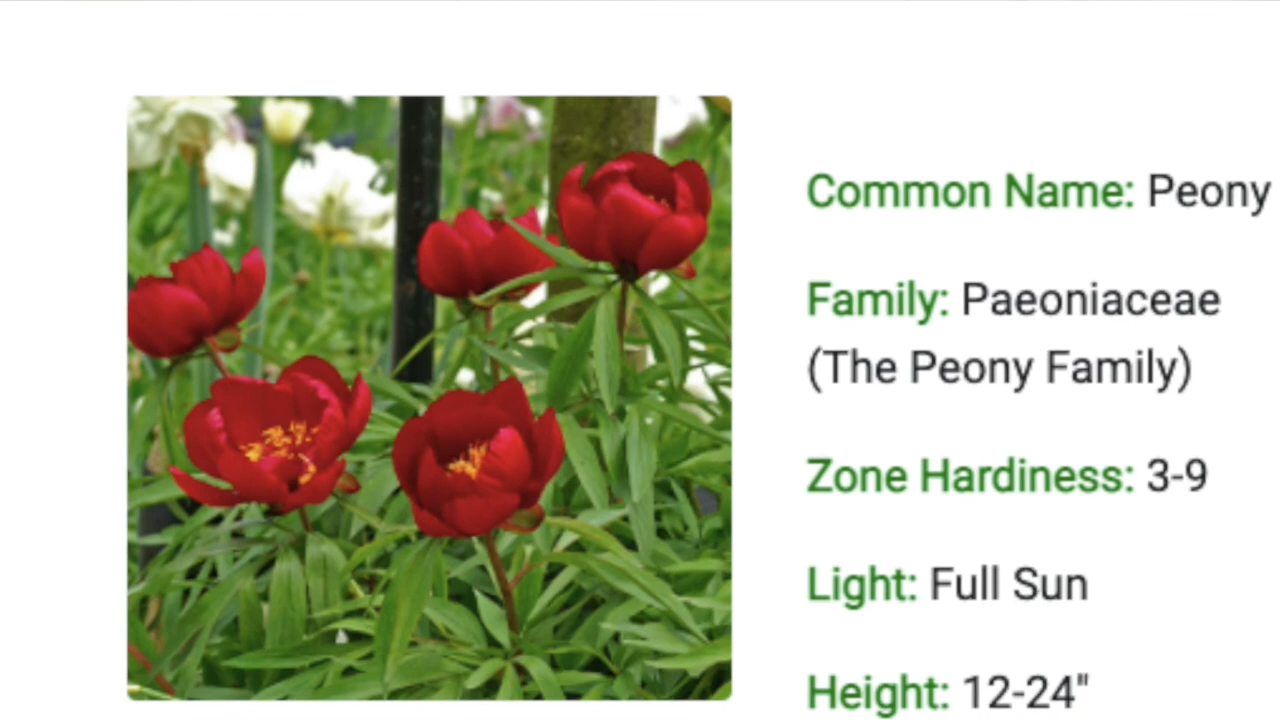 Common Name: Peony
Family: Paeoniaceae
(The Peony Family)
Zone Hardiness: 3-9
Light: Full Sun
Height: 12-24"